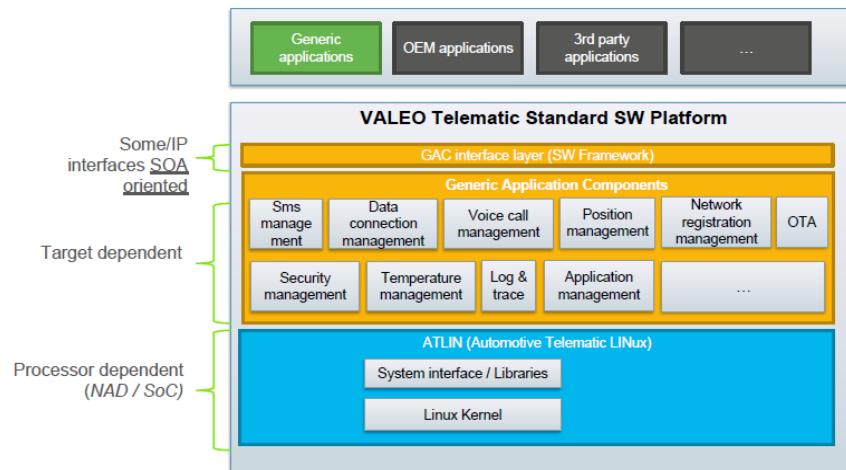 Generic
applications
OEM applications
3rd party
applications
...
VALEO Telematic Standard SW Platform
Some/IP
interfaces SOA
oriented
GAC interface layer (SW Framework)
Generic Application Components
Sms
manage
ment
Data
connection
management
Voice call
management
Position
management
Network
registration
management
OTA
Target dependent
Security
management
Temperature
management
Log &
trace
Application
management
...
ATLIN (Automotive Telematic LINux)
Processor dependent
(NAD / SoC)
System interface / Libraries
Linux Kernel